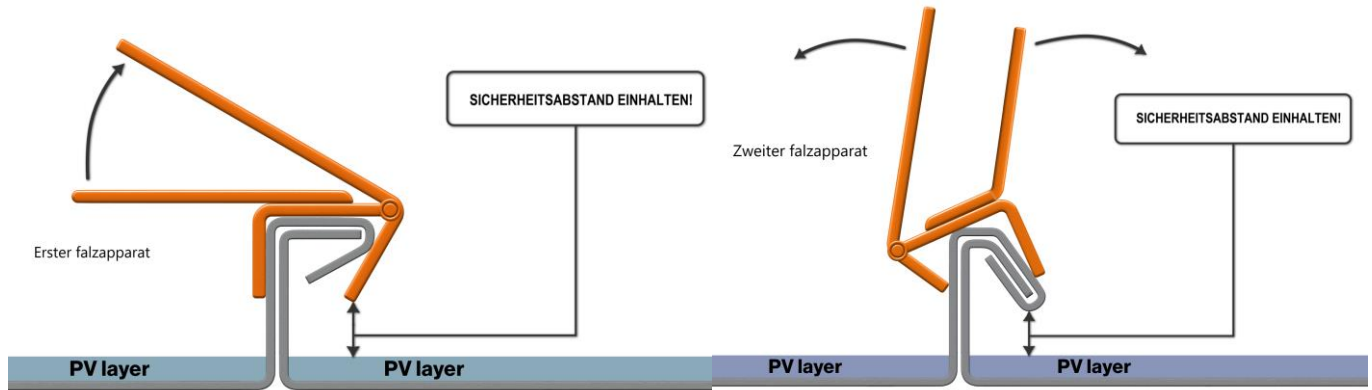 SICHERHEITSABSTAND EINHALTEN!
Erster falzapparat
PV layer
PV layer
SICHERHEITSABSTAND EINHALTEN!
Zweiter falzapparat
PV layer
PV layer